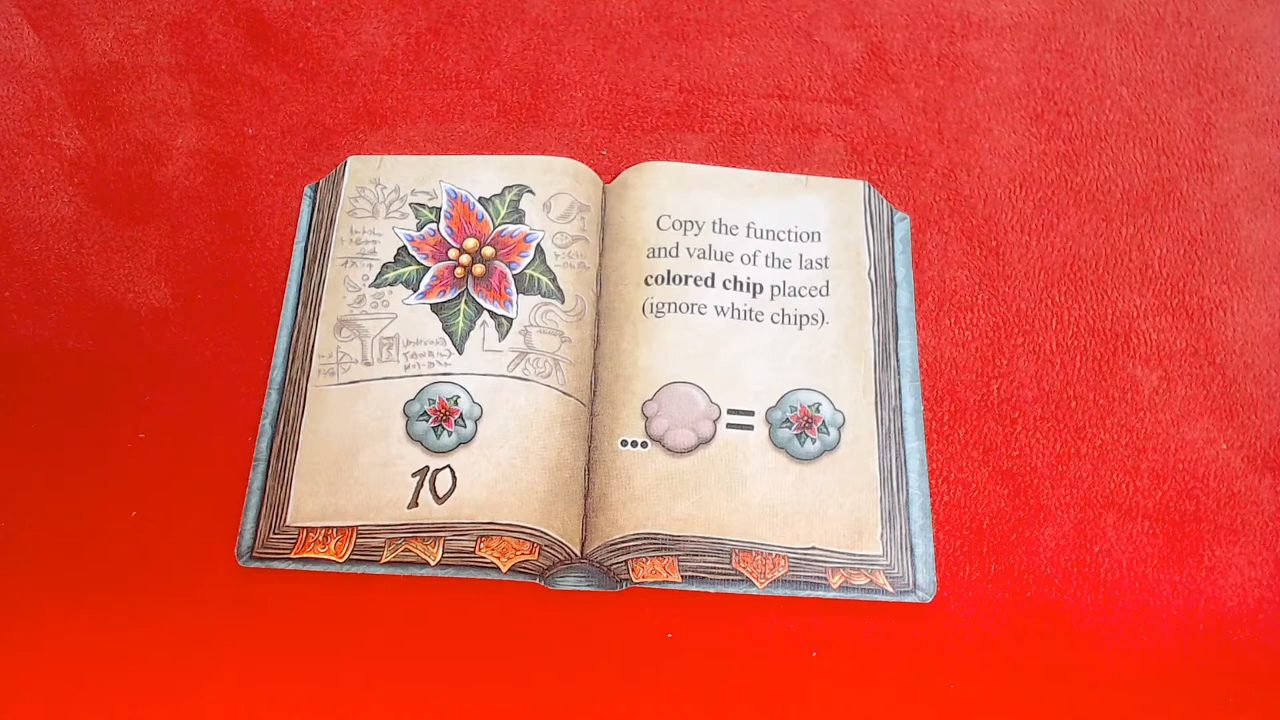 10
Copy the function
and value of the last
colored chip placed
(ignore white chips).